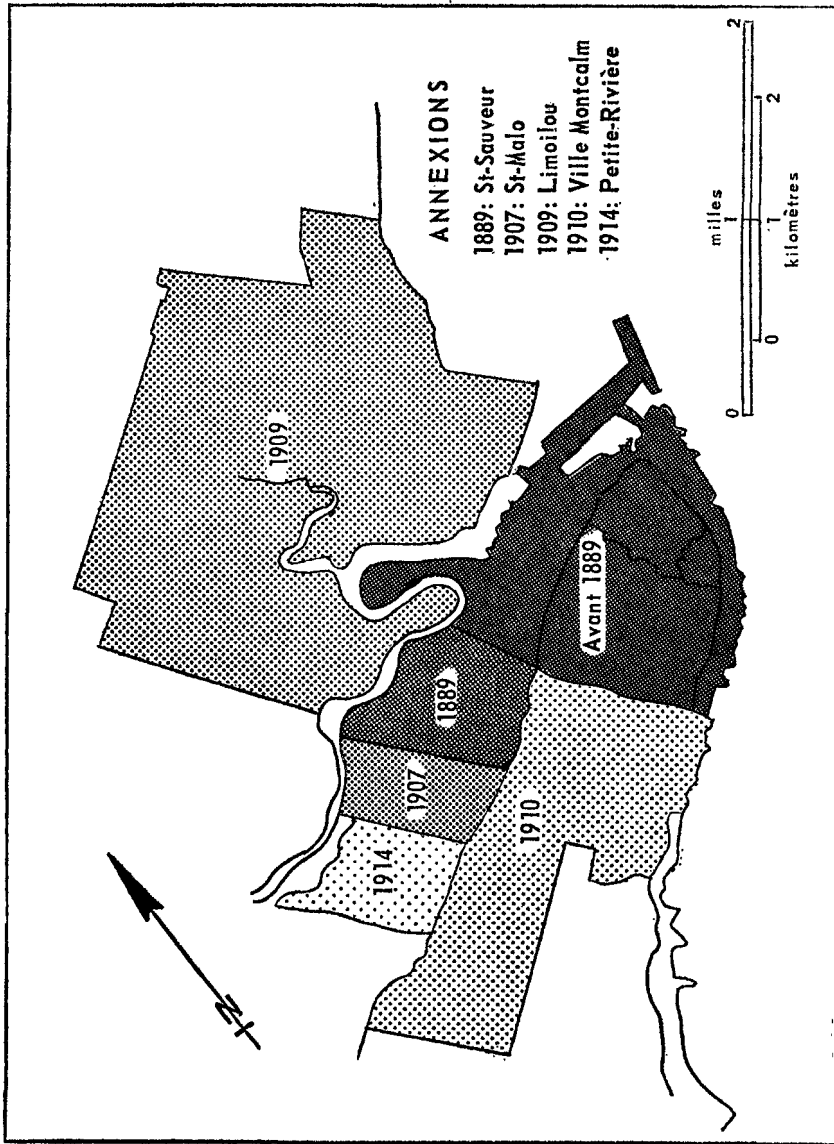 ANNEXIONS
1889: St-Sauveur
1907: St-Malo
1909: Limoilou
1910: Ville Montcalm
1914: Petite-Rivière
1909
1889
1907
1914
1910
Avant 1889
N
milles
0 1 2
0 1 2
kilomètres